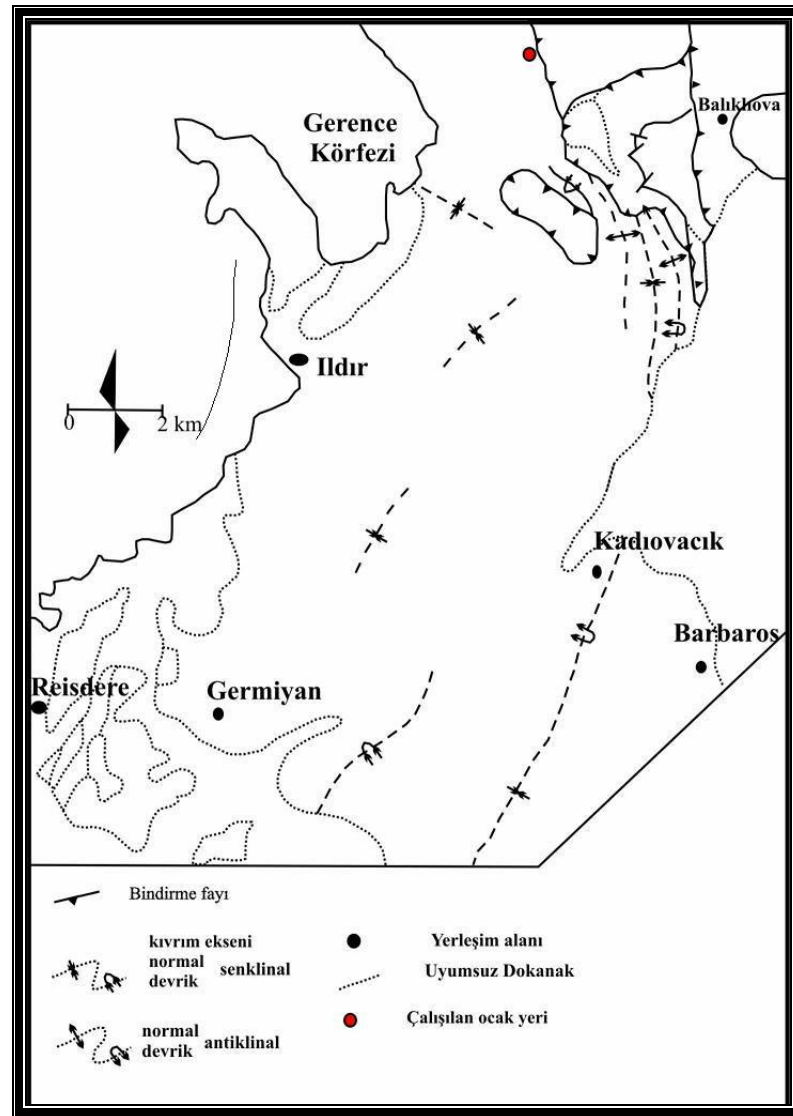 Gerence
Körfezi
Balıkhova
Ildır
0 2 km
Kadıovacık
Barbaros
Reisdere
Germiyan
Bindirme fayı
kıvrım ekseni
normal
devrik senklinal
normal
devrik antiklinal
Yerleşim alanı
Uyumsuz Dokanak
Çalışılan ocak yeri